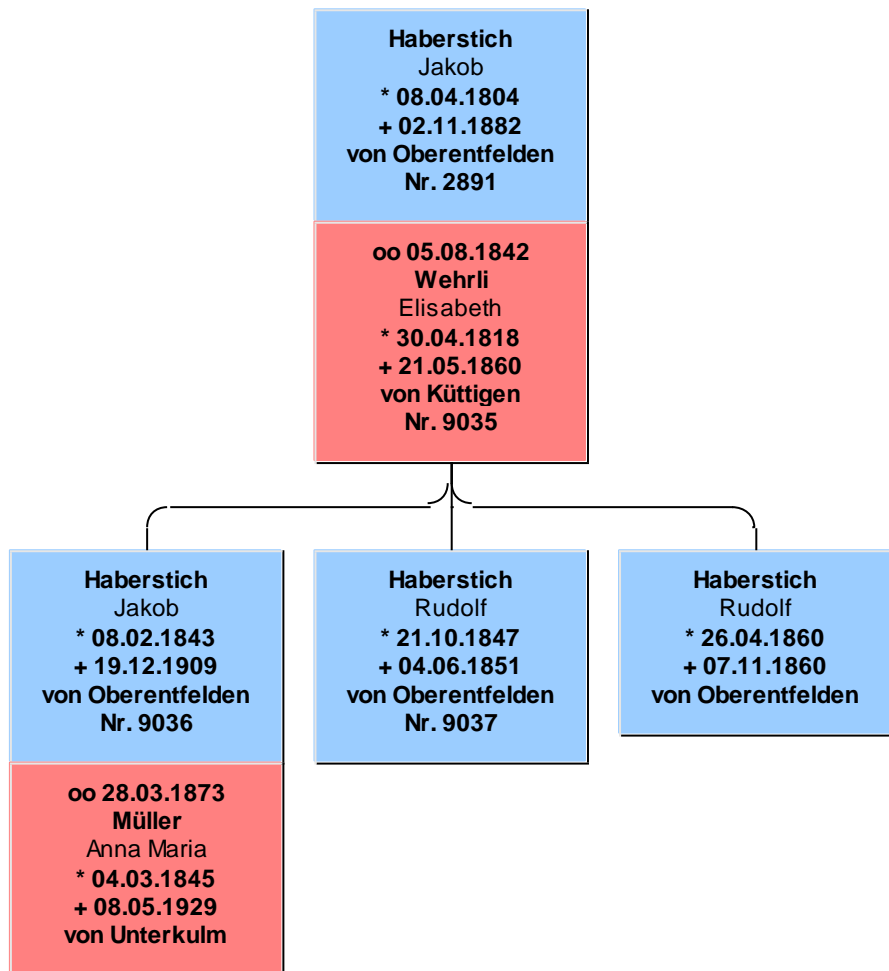 Haberstich
Jakob
* 08.04.1804
+ 02.11.1882
von Oberentfelden
Nr. 2891
oo 05.08.1842
Wehrli
Elisabeth
* 30.04.1818
+ 21.05.1860
von Küttigen
Nr. 9035
Haberstich
Jakob
* 08.02.1843
+ 19.12.1909
von Oberentfelden
Nr. 9036
oo 28.03.1873
Müller
Anna Maria
* 04.03.1845
+ 08.05.1929
von Unterkulm
Haberstich
Rudolf
* 21.10.1847
+ 04.06.1851
von Oberentfelden
Nr. 9037
Haberstich
Rudolf
* 26.04.1860
+ 07.11.1860
von Oberentfelden